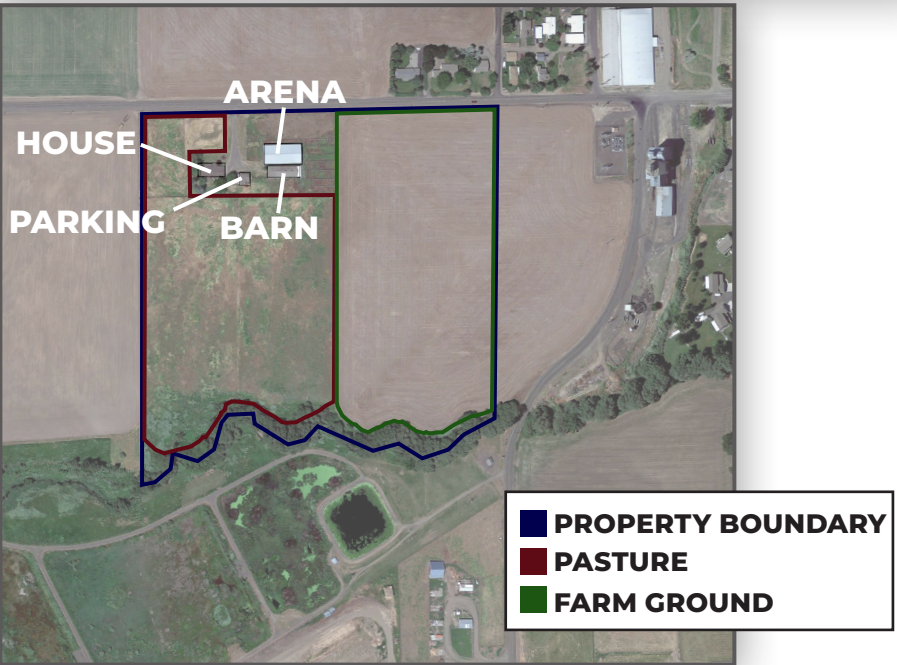 ARENA
HOUSE
PARKING
BARN
PROPERTY BOUNDARY
PASTURE
FARM GROUND